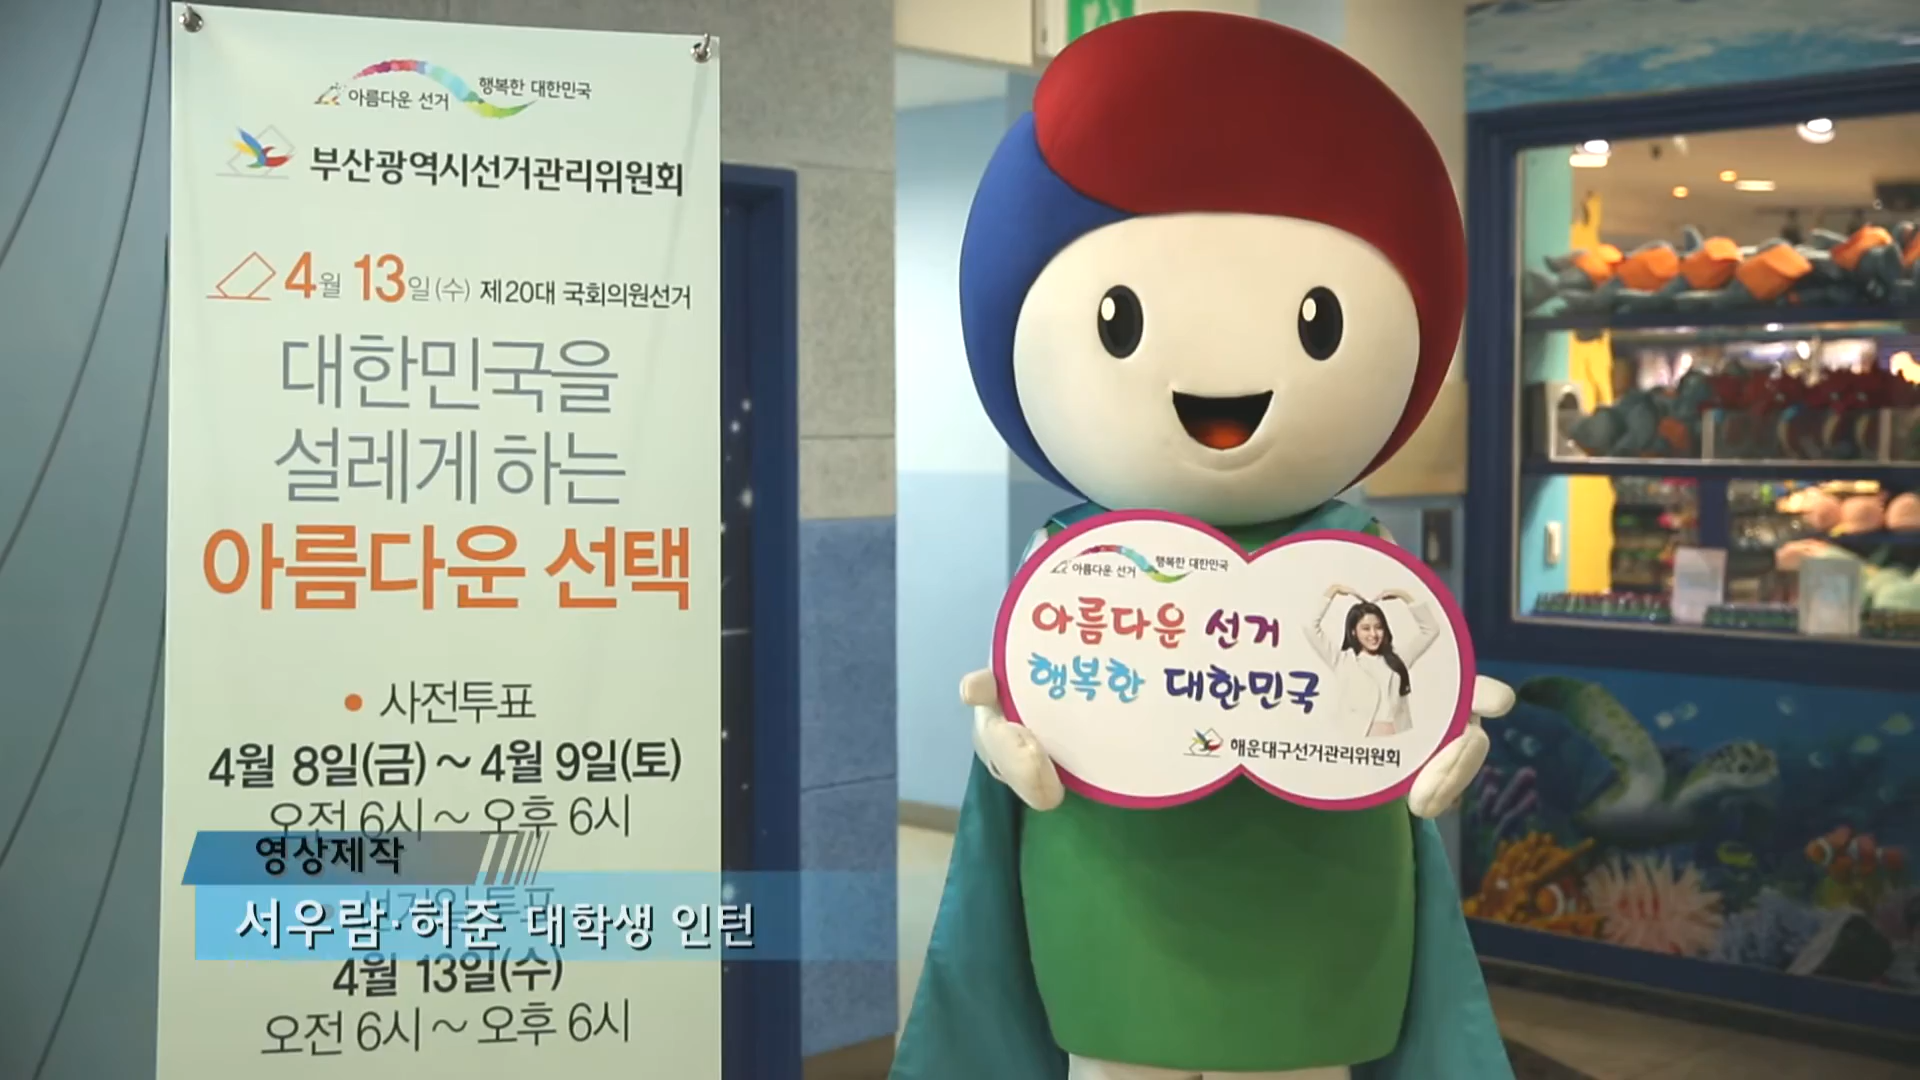 아름다운 선거 행복한 대한민국
부산광역시선거관리위원회
4월 13일(수) 제20대 국회의원선거
대한민국을
설레게 하는
아름다운 선택
• 사전투표
4월 8일(금) ~ 4월 9일(토)
오전 6시 ~ 오후 6시
• 선거일 투표
4월 13일(수)
오전 6시 ~ 오후 6시
영상제작
서우람·허준 대학생 인턴
아름다운 선거 행복한 대한민국
아름다운 선거
행복한 대한민국
해운대구선거관리위원회